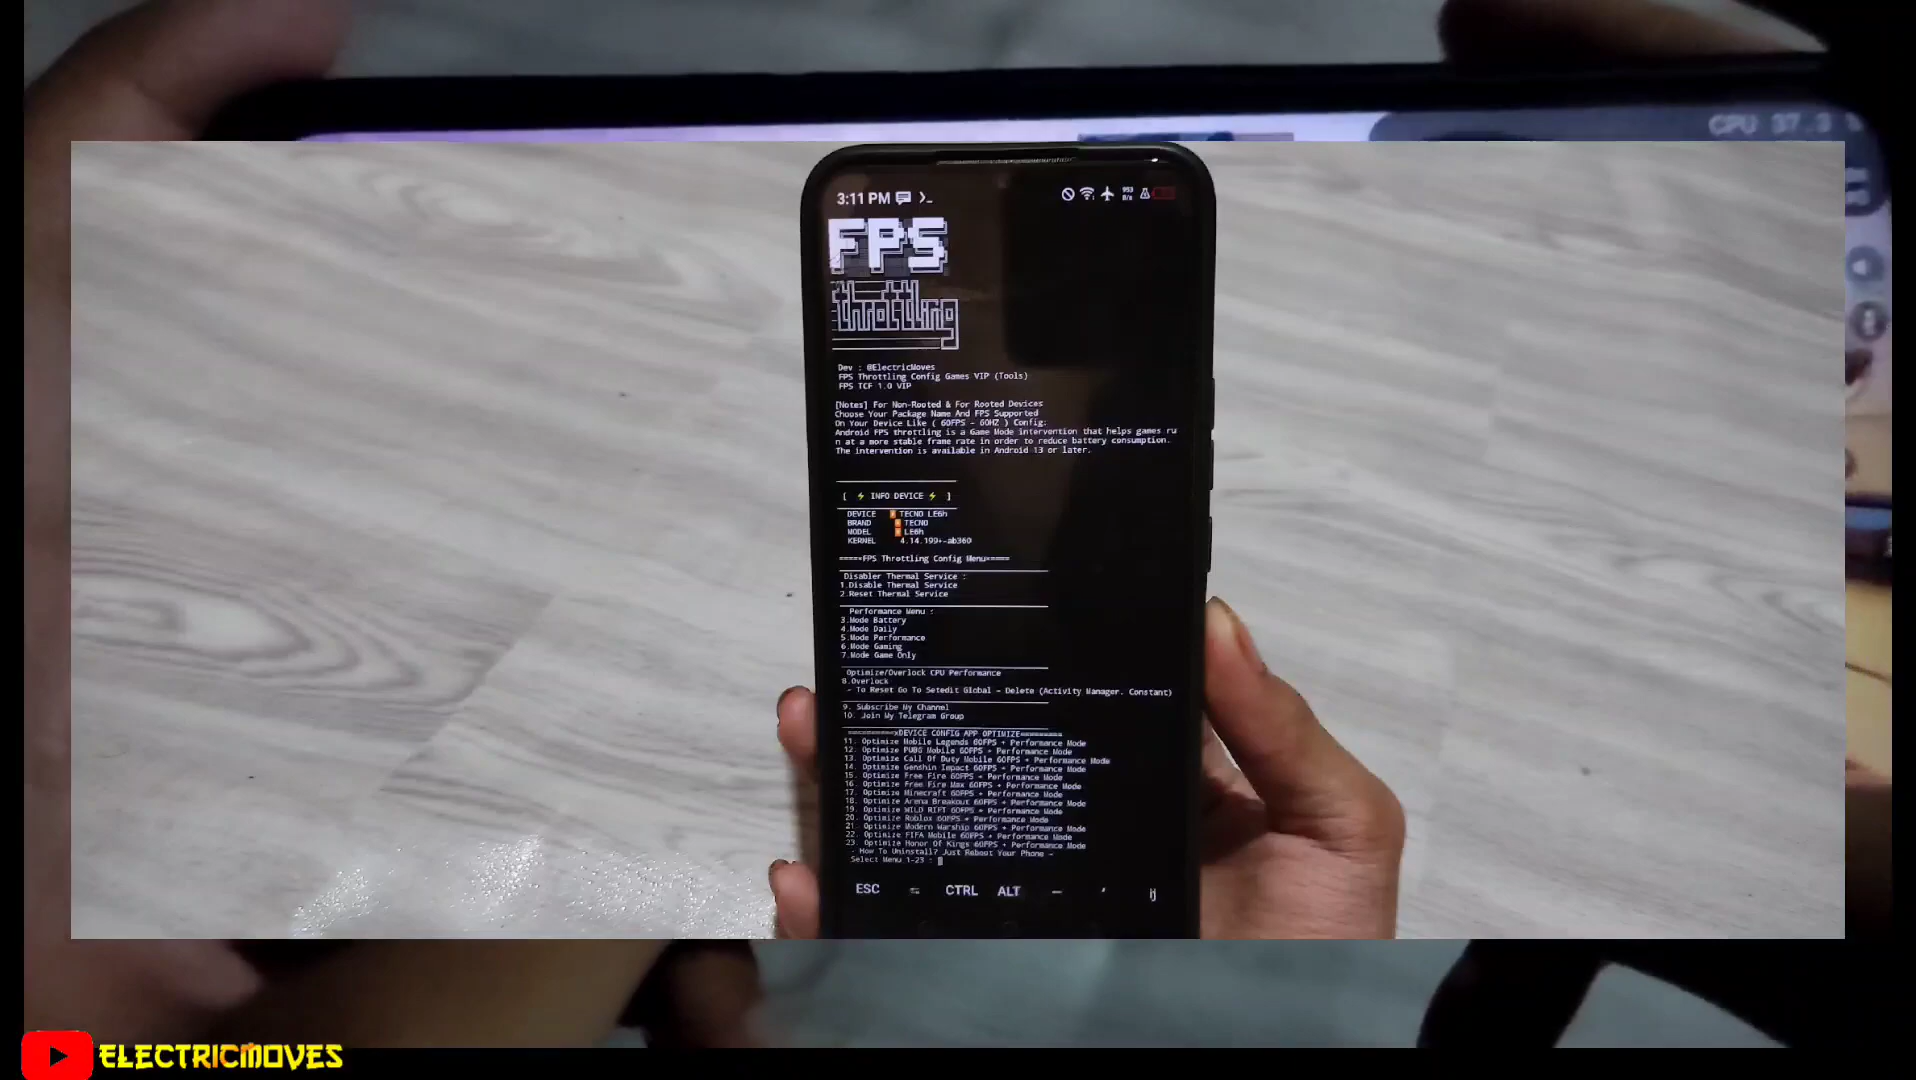 CPU 37.3 %
3:11 PM
953
B/s
FPS
throttling
Dev : @ElectricMoves
FPS Throttling Config Games VIP (Tools)
FPS TCF 1.0 VIP
[Notes] For Non-Rooted & For Rooted Devices
Choose Your Package Name And FPS Supported
On Your Device Like ( 60FPS - 60HZ ) Config:
Android FPS throttling is a Game Mode intervention that helps games ru
n at a more stable frame rate in order to reduce battery consumption.
The intervention is available in Android 13 or later.
[ ⚡ INFO DEVICE ⚡ ]
DEVICE TECNO LE6h
BRAND TECNO
MODEL LE6h
KERNEL 4.14.199+-ab360
=====FPS Throttling Config Menu=====
Disabler Thermal Service :
1.Disable Thermal Service
2.Reset Thermal Service
Performance Menu :
3.Mode Battery
4.Mode Daily
5.Mode Performance
6.Mode Gaming
7.Mode Game Only
Optimize/Overlock CPU Performance
8.Overlock
- To Reset Go To Setedit Global - Delete (Activity Manager. Constant)
9. Subscribe My Channel
10. Join My Telegram Group
=========xDEVICE CONFIG APP OPTIMIZE=========
11. Optimize Mobile Legends 60FPS + Performance Mode
12. Optimize PUBG Mobile 60FPS + Performance Mode
13. Optimize Call Of Duty Mobile 60FPS + Performance Mode
14. Optimize Genshin Impact 60FPS + Performance Mode
15. Optimize Free Fire 60FPS + Performance Mode
16. Optimize Free Fire Max 60FPS + Performance Mode
17. Optimize Minecraft 60FPS + Performance Mode
18. Optimize Arena Breakout 60FPS + Performance Mode
19. Optimize WILD RIFT 60FPS + Performance Mode
20. Optimize Roblox 60FPS + Performance Mode
21. Optimize Modern Warship 60FPS + Performance Mode
22. Optimize FIFA Mobile 60FPS + Performance Mode
23. Optimize Honor Of Kings 60FPS + Performance Mode
- How To Uninstall? Just Reboot Your Phone -
Select Menu 1-23 :
ESC CTRL ALT
ELECTRICMOVES